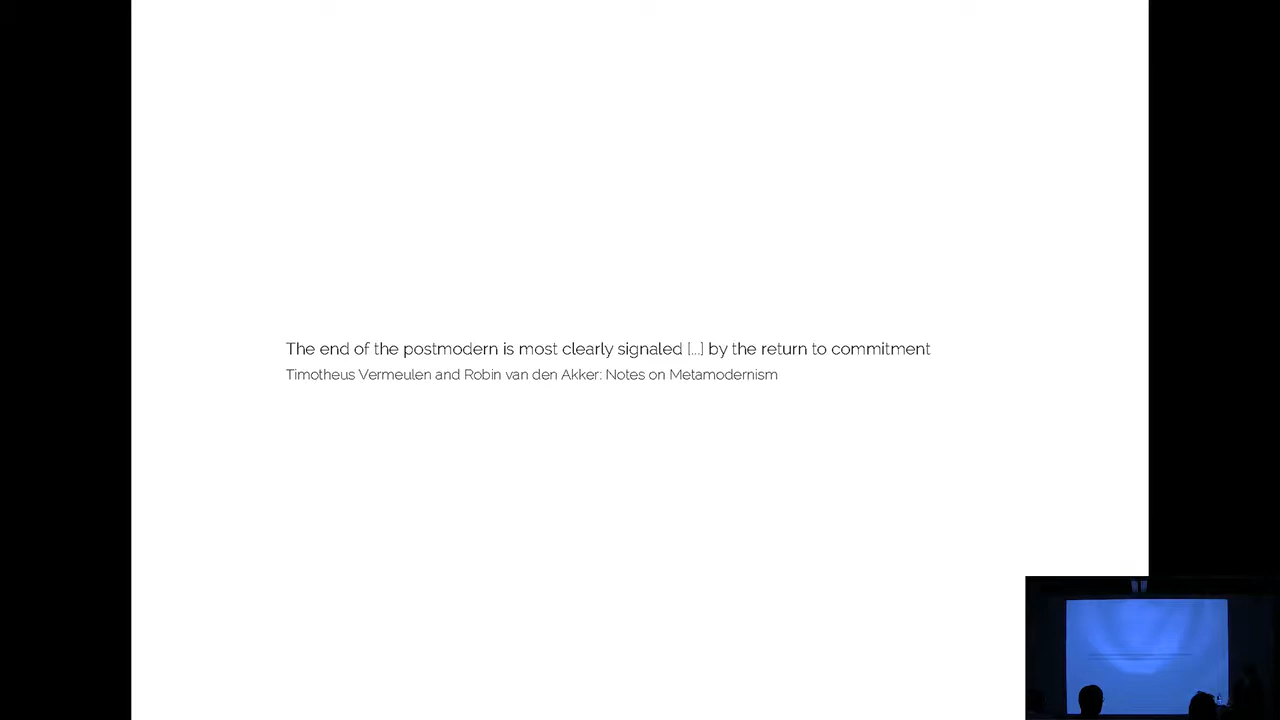 The end of the postmodern is most clearly signaled [...] by the return to commitment
Timotheus Vermeulen and Robin van den Akker: Notes on Metamodernism